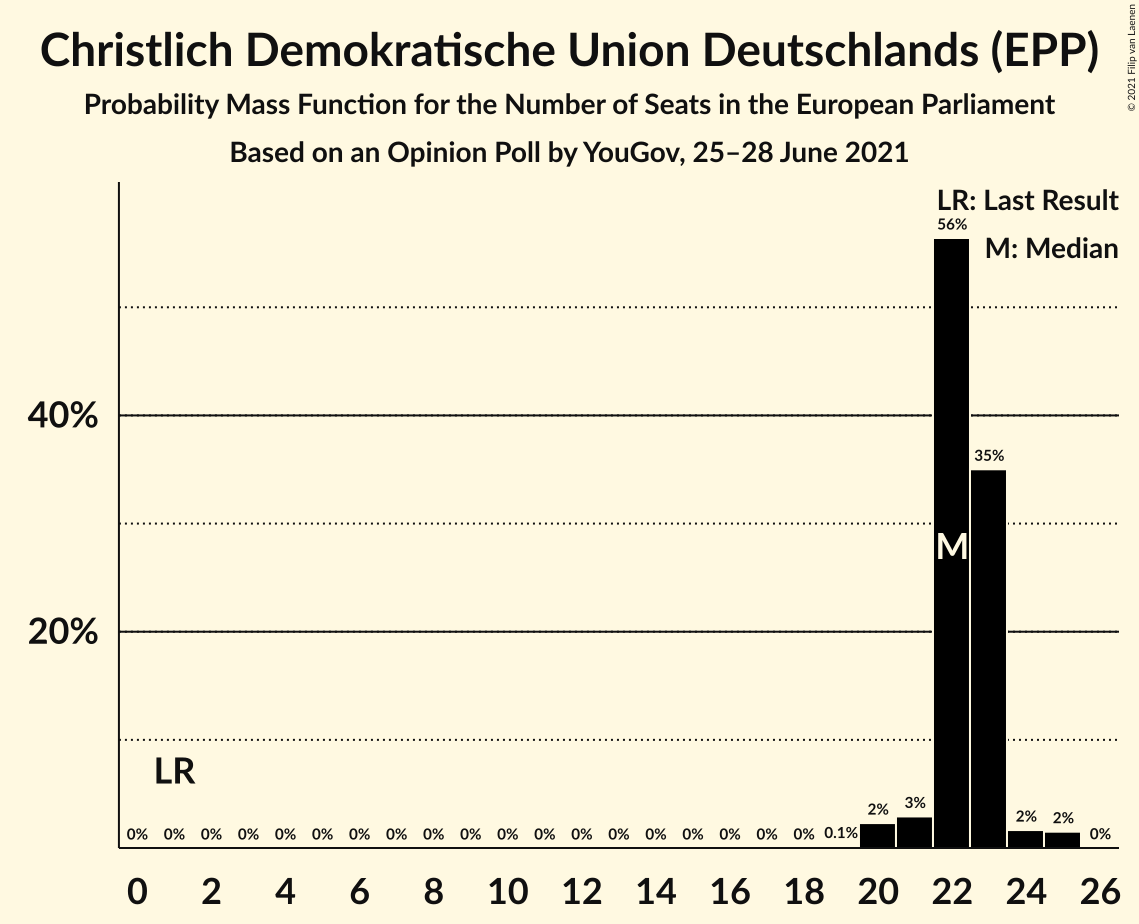 Christlich Demokratische Union Deutschlands (EPP)
Probability Mass Function for the Number of Seats in the European Parliament
Based on an Opinion Poll by YouGov, 25–28 June 2021
© 2021 Filip van Laenen
LR: Last Result
M: Median
56%
40%
35%
M
20%
LR
0% 0% 0% 0% 0% 0% 0% 0% 0% 0% 0% 0% 0% 0% 0% 0% 0% 0% 0% 0.1% 2% 3% 2% 2% 0%
0 2 4 6 8 10 12 14 16 18 20 22 24 26